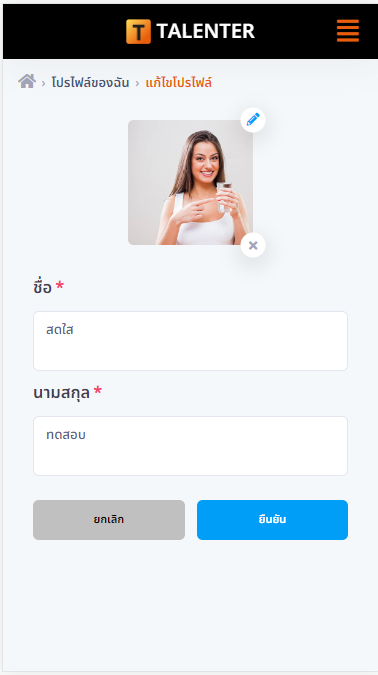 T TALENTER
› โปรไฟล์ของฉัน › แก้ไขโปรไฟล์
ชื่อ *
สดใส
นามสกุล *
ทดสอบ
ยกเลิก ยืนยัน